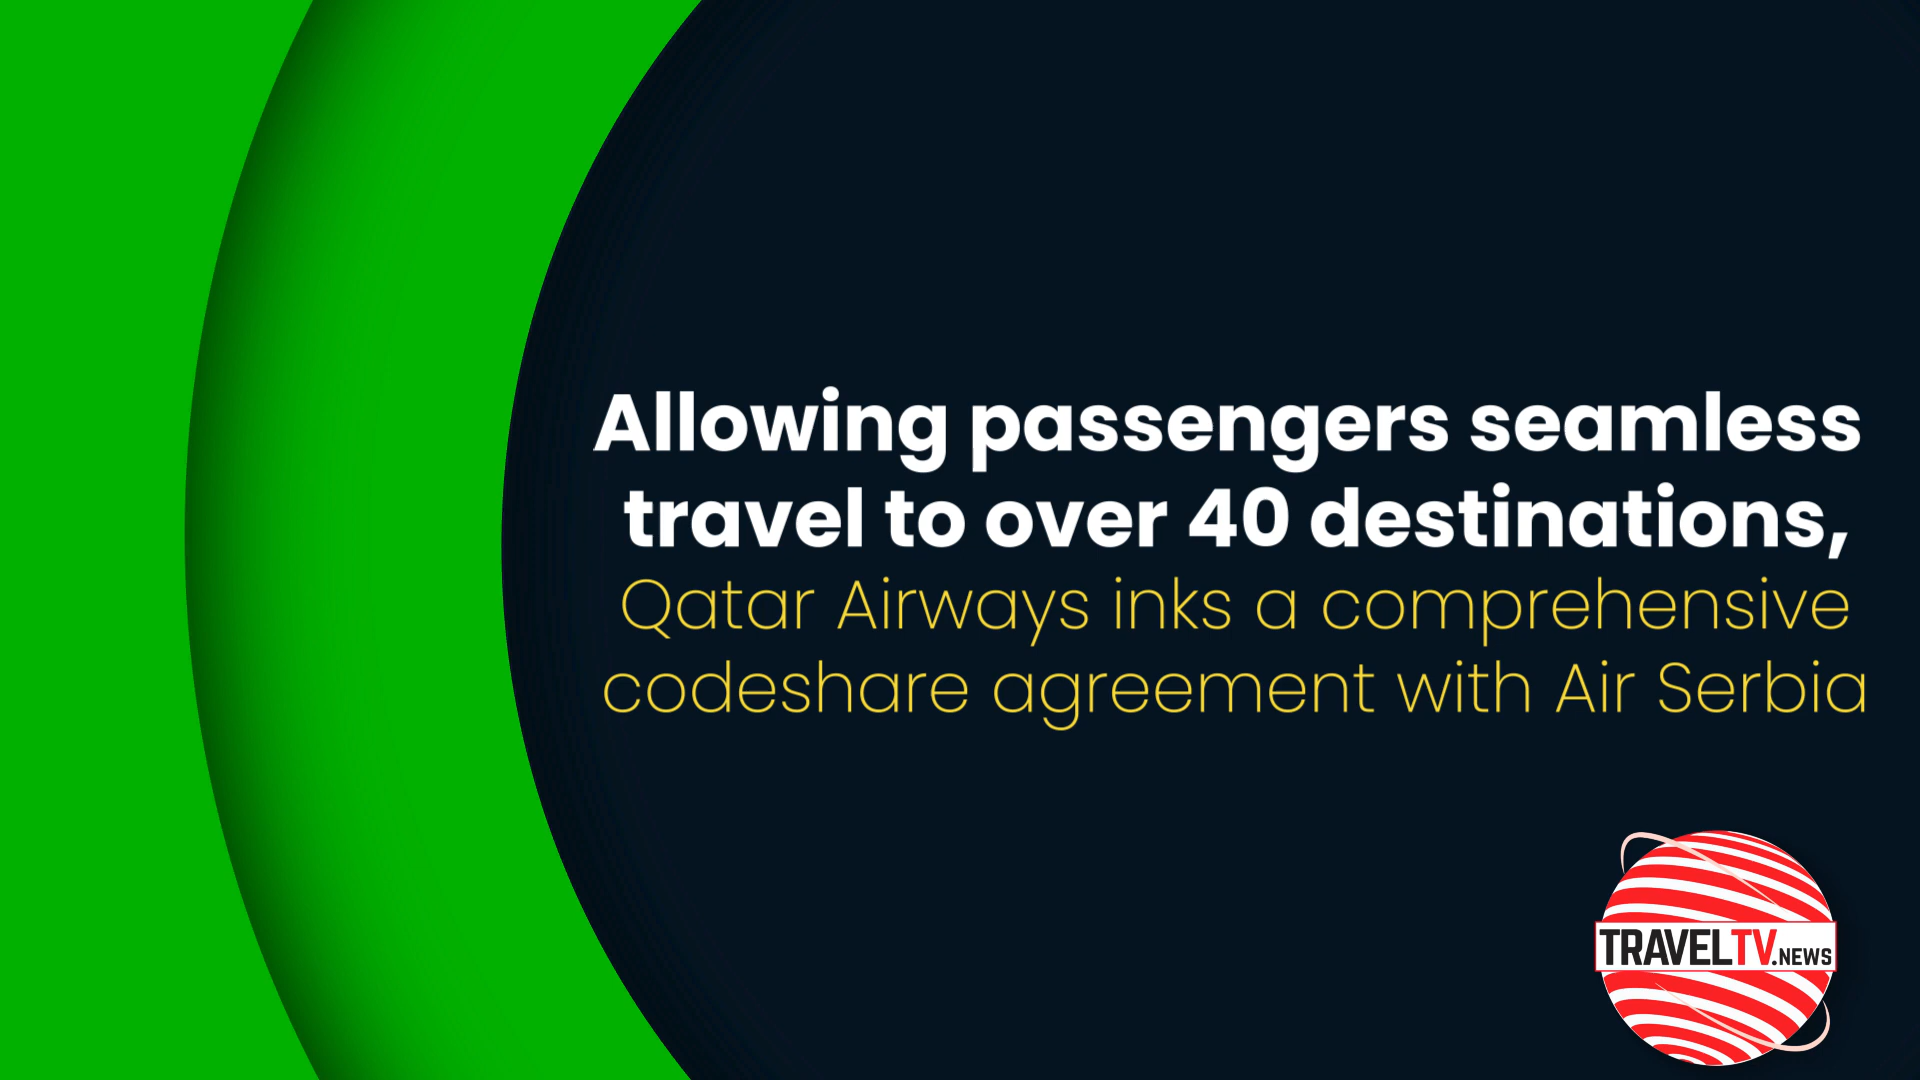 Allowing passengers seamless
travel to over 40 destinations,
Qatar Airways inks a comprehensive
codeshare agreement with Air Serbia
TRAVELTV.NEWS